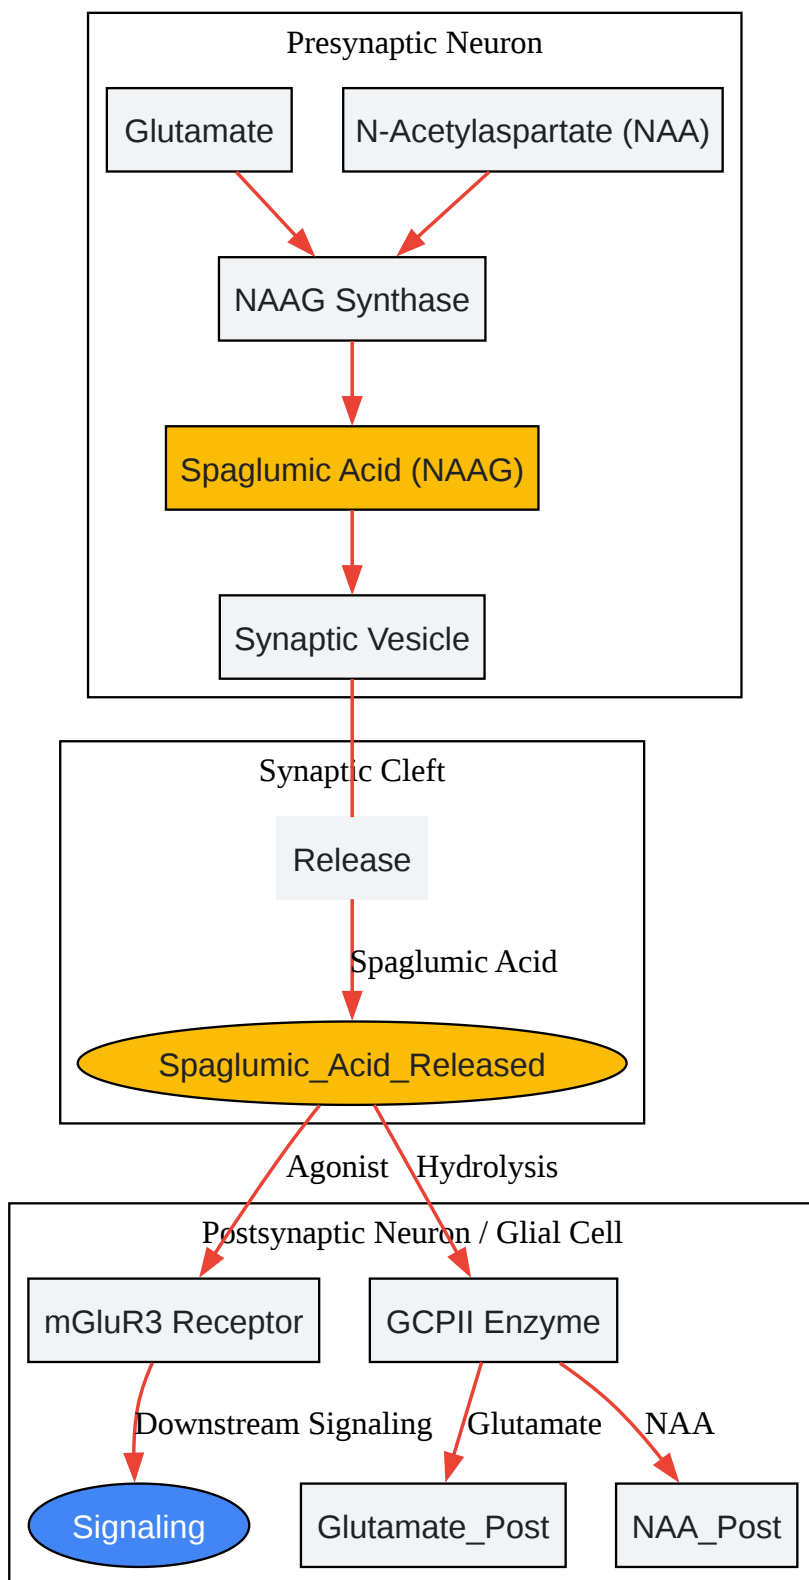 Presynaptic Neuron
Glutamate
N-Acetylaspartate (NAA)
NAAG Synthase
Spaglumic Acid (NAAG)
Synaptic Vesicle
Synaptic Cleft
Release
Spaglumic Acid
Spaglumic_Acid_Released
Agonist
Hydrolysis
Postsynaptic Neuron / Glial Cell
mGluR3 Receptor
GCPII Enzyme
Downstream Signaling
Glutamate
NAA
Signaling
Glutamate_Post
NAA_Post